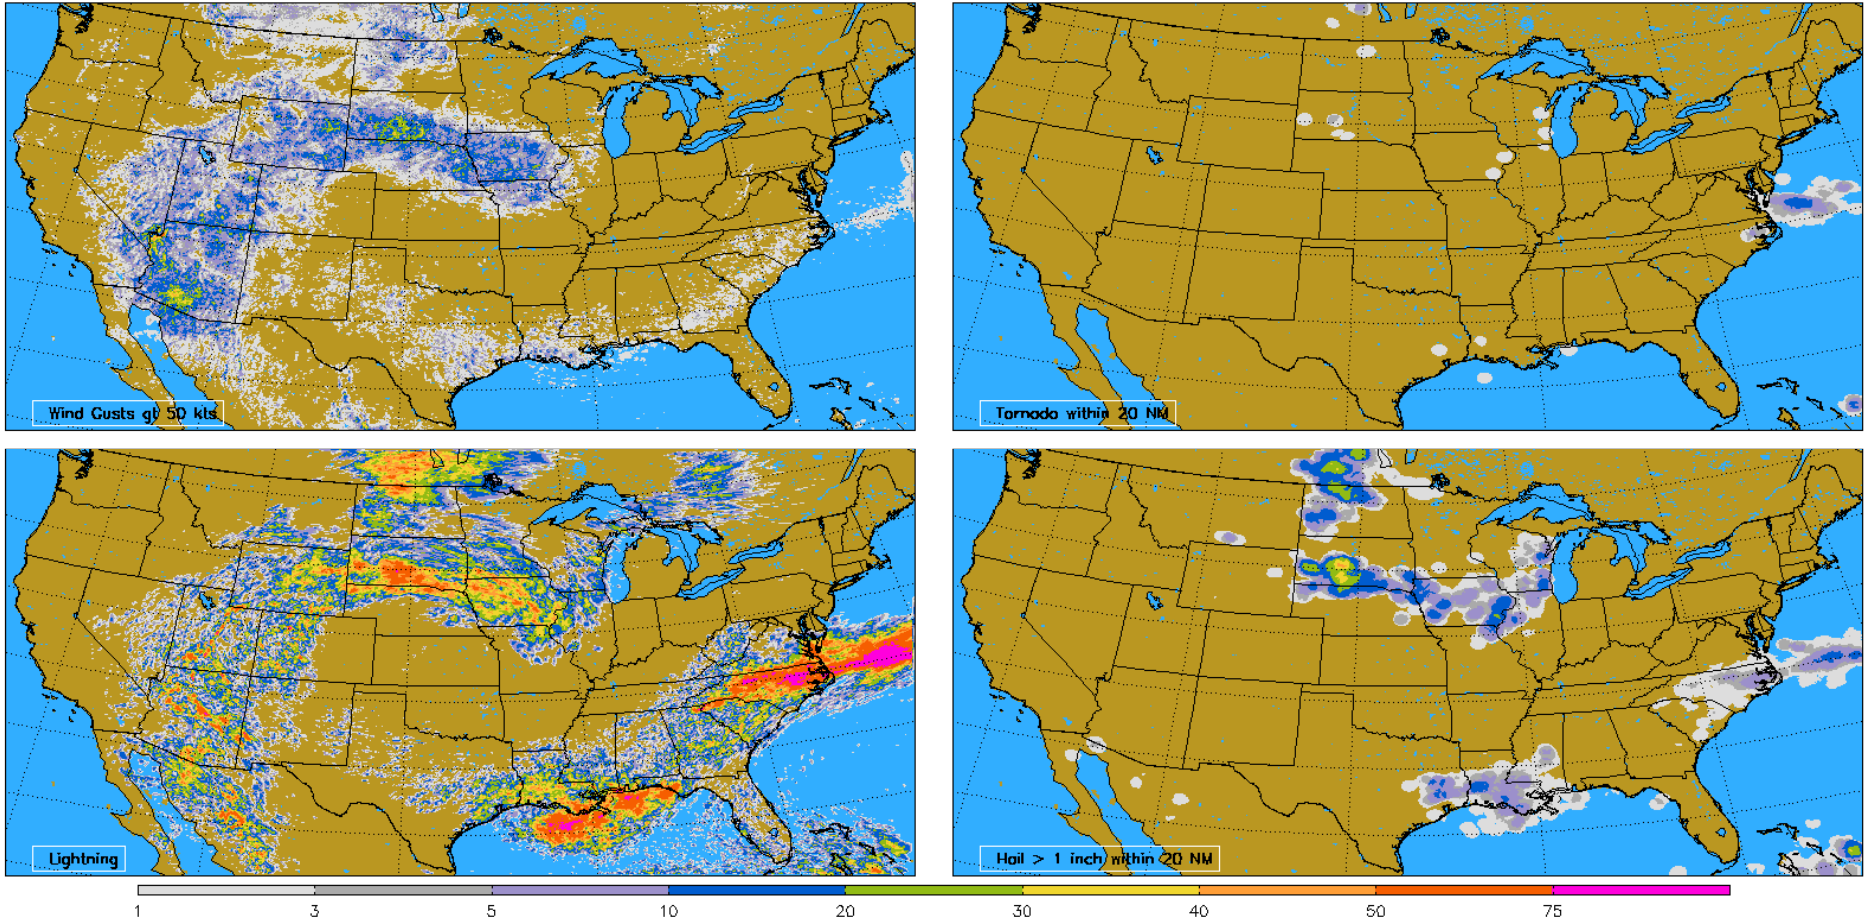 Wind Gusts gt 50 kts
Tornado within 20 NM
Lightning
Hail > 1 inch within 20 NM
1 3 5 10 20 30 40 50 75